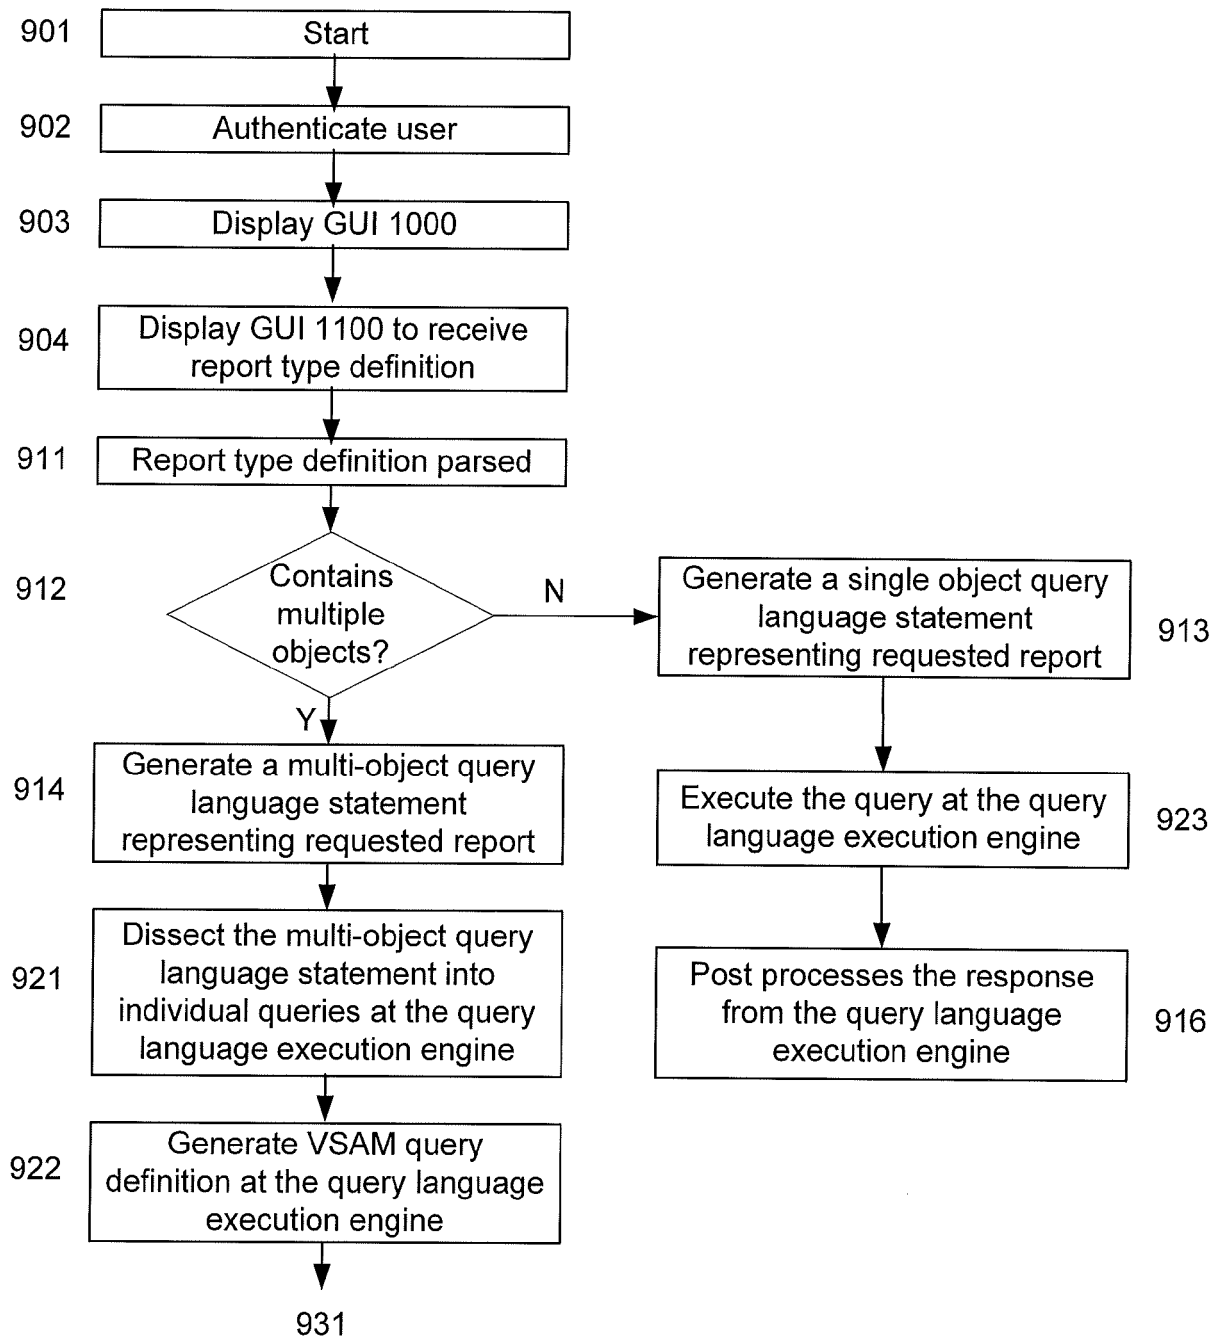 901
Start
902
Authenticate user
903
Display GUI 1000
904
Display GUI 1100 to receive
report type definition
911
Report type definition parsed
912
Contains
multiple
objects?
N
Y
Generate a single object query
language statement
representing requested report
913
914
Generate a multi-object query
language statement
representing requested report
Execute the query at the query
language execution engine
923
921
Dissect the multi-object query
language statement into
individual queries at the query
language execution engine
Post processes the response
from the query language
execution engine
916
922
Generate VSAM query
definition at the query language
execution engine
931